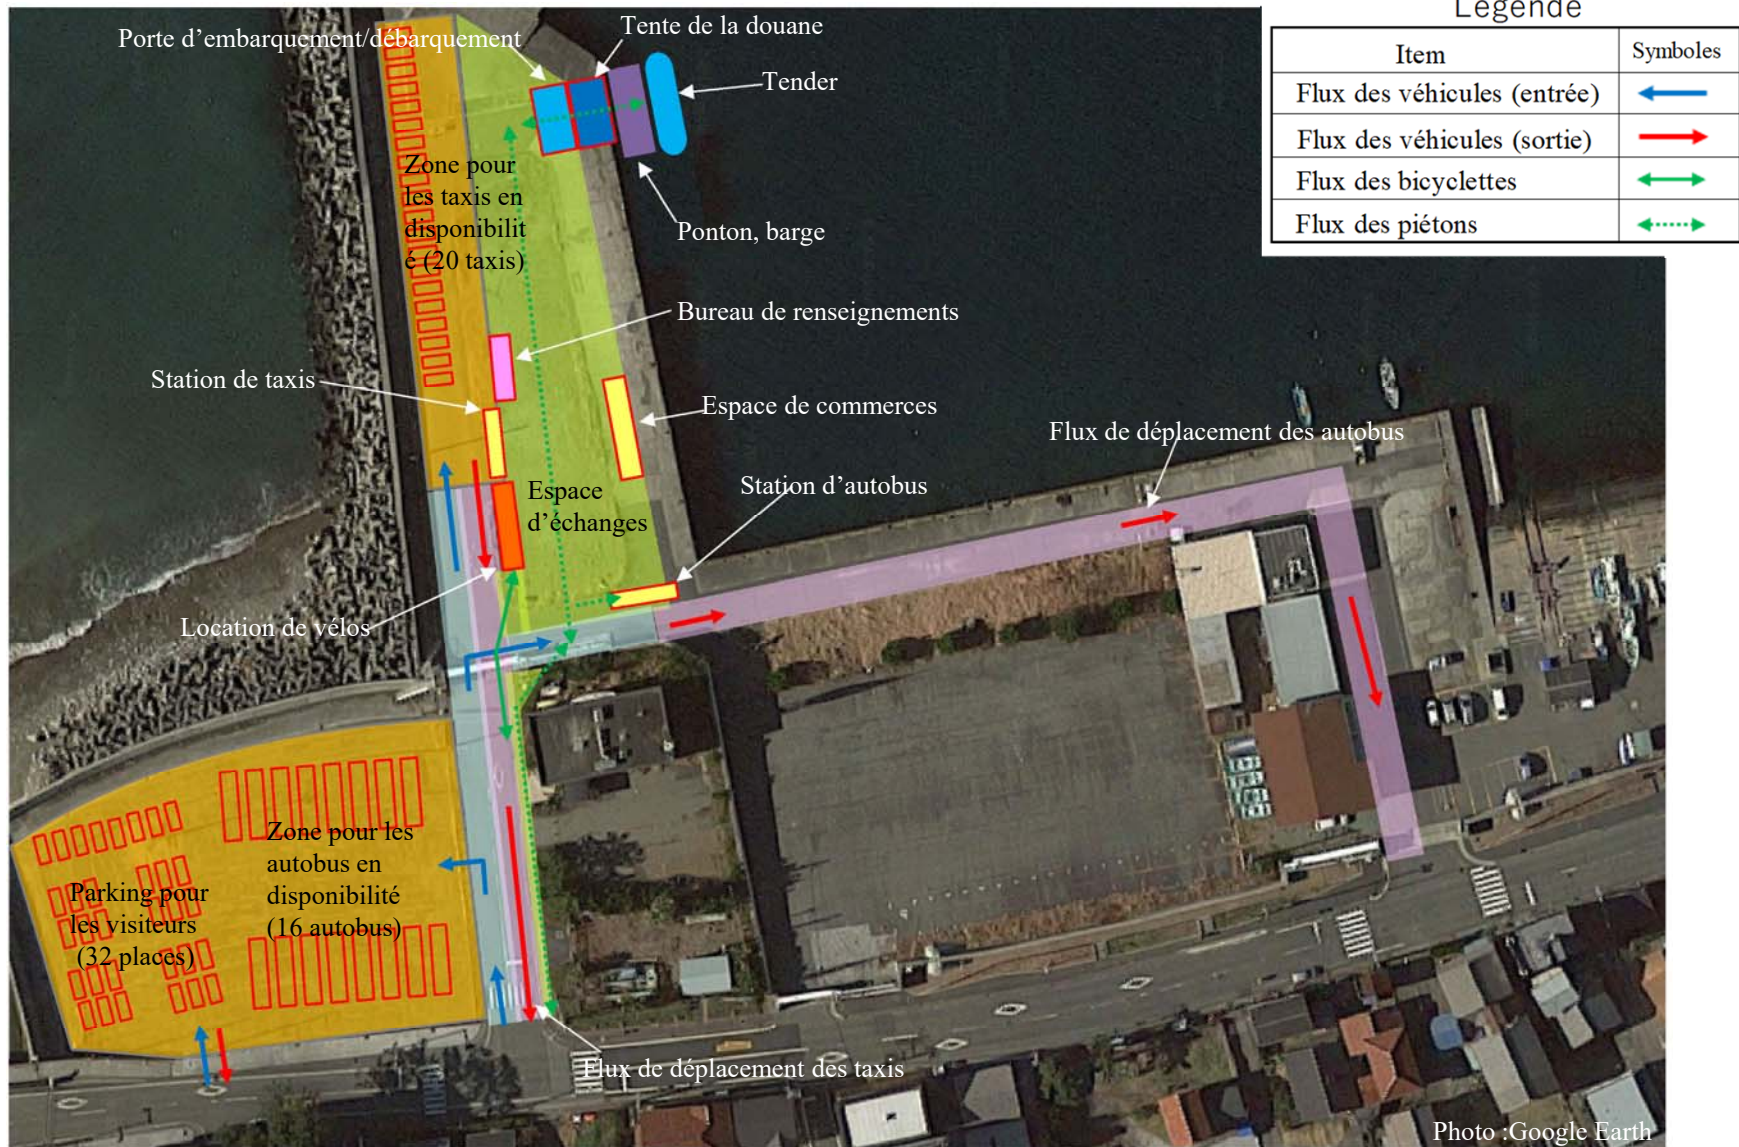 Légende
Item
Symboles
Flux des véhicules (entrée)
Flux des véhicules (sortie)
Flux des bicyclettes
Flux des piétons
Porte d’embarquement/débarquement
Tente de la douane
Tender
Zone pour
les taxis en
disponibilit
é (20 taxis)
Ponton, barge
Bureau de renseignements
Station de taxis
Espace de commerces
Flux de déplacement des autobus
Station d’autobus
Espace
d’échanges
Location de vélos
Zone pour les
autobus en
disponibilité
(16 autobus)
Parking pour
les visiteurs
(32 places)
Flux de déplacement des taxis
Photo :Google Earth